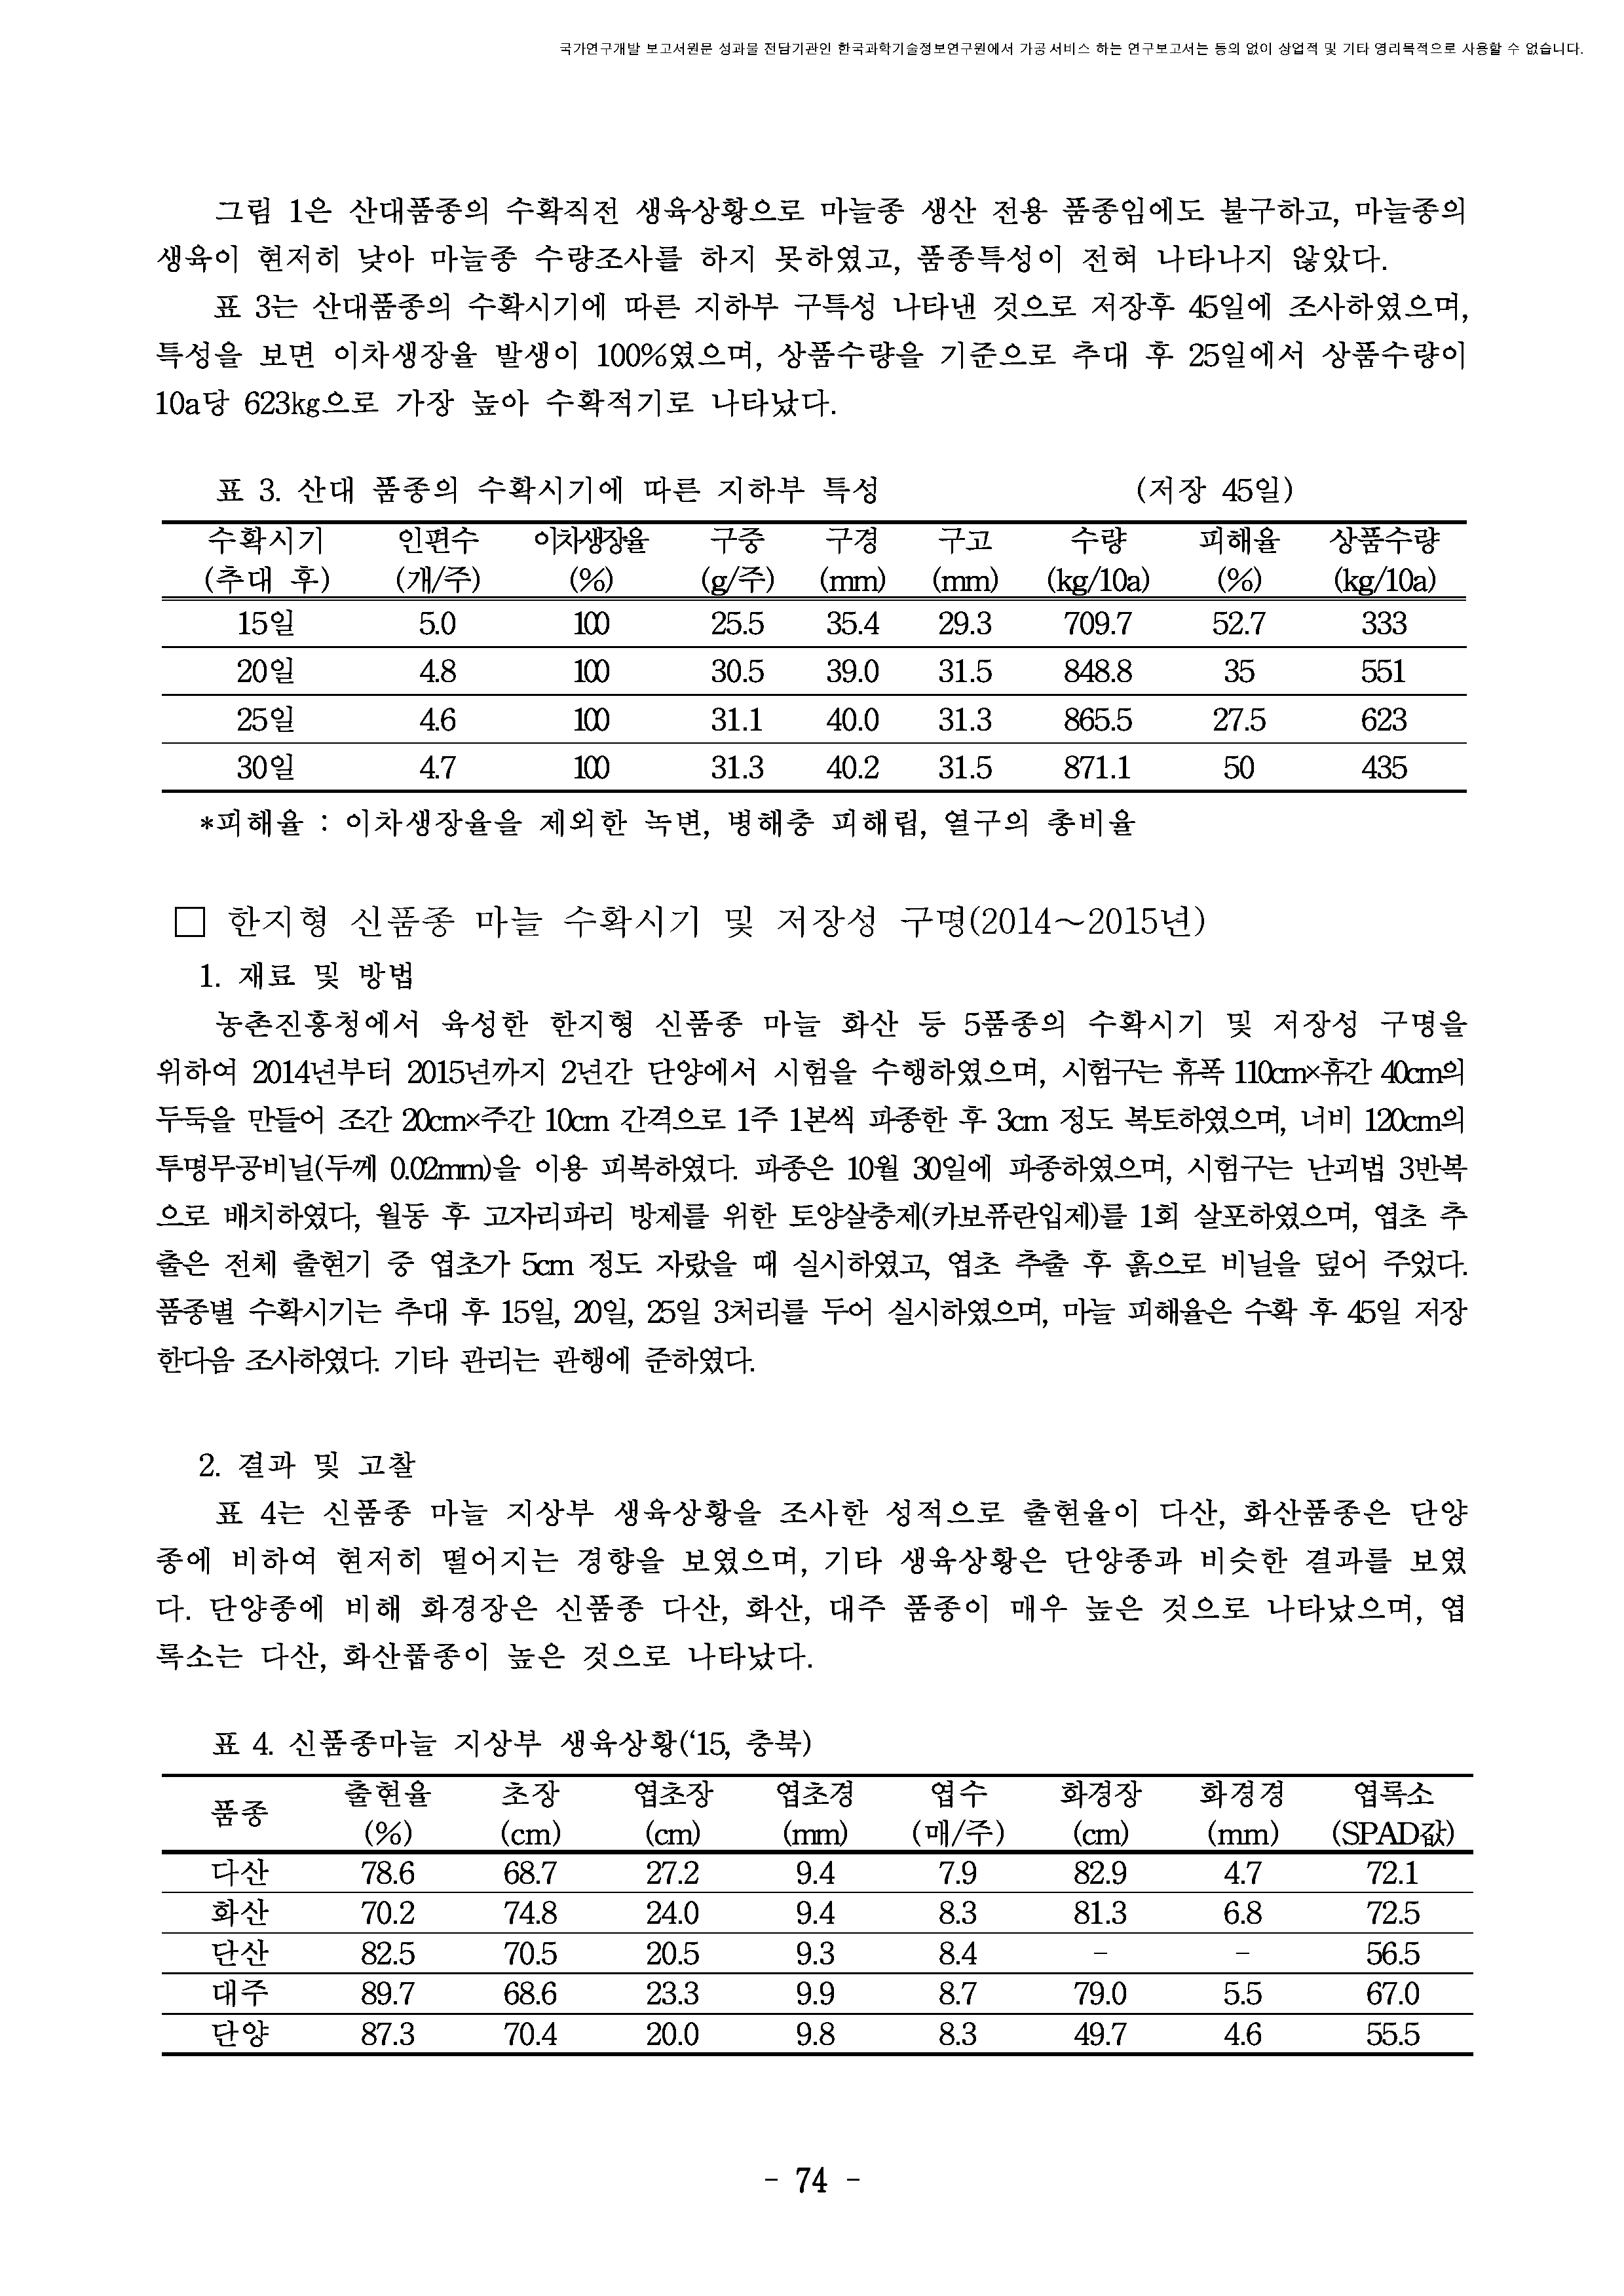 국가연구개발 보고서원문 성과물 전담기관인 한국과학기술정보연구원에서 가공·서비스 하는 연구보고서는 동의 없이 상업적 및 기타 영리목적으로 사용할 수 없습니다.
그림 1은 산대품종의 수확직전 생육상황으로 마늘종 생산 전용 품종임에도 불구하고, 마늘종의
생육이 현저히 낮아 마늘종 수량조사를 하지 못하였고, 품종특성이 전혀 나타나지 않았다.
표 3는 산대품종의 수확시기에 따른 지하부 구특성 나타낸 것으로 저장후 45일에 조사하였으며,
특성을 보면 이차생장율 발생이 100%였으며, 상품수량을 기준으로 추대 후 25일에서 상품수량이
10a당 623kg으로 가장 높아 수확적기로 나타났다.
표 3. 산대 품종의 수확시기에 따른 지하부 특성 (저장 45일)
수확시기 인편수 이차생장율 구중 구경 구고 수량 피해율 상품수량
(추대 후) (개/주) (%) (g/주) (mm) (mm) (kg/10a) (%) (kg/10a)
15일 5.0 100 25.5 35.4 29.3 709.7 52.7 333
20일 4.8 100 30.5 39.0 31.5 848.8 35 551
25일 4.6 100 31.1 40.0 31.3 865.5 27.5 623
30일 4.7 100 31.3 40.2 31.5 871.1 50 435
*피해율 : 이차생장율을 제외한 녹변, 병해충 피해립, 열구의 총비율
□ 한지형 신품종 마늘 수확시기 및 저장성 구명(2014～2015년)
1. 재료 및 방법
농촌진흥청에서 육성한 한지형 신품종 마늘 화산 등 5품종의 수확시기 및 저장성 구명을
위하여 2014년부터 2015년까지 2년간 단양에서 시험을 수행하였으며, 시험구는 휴폭 110cm×휴간 40cm의
두둑을 만들어 조간 20cm×주간 10cm 간격으로 1주 1본씩 파종한 후 3cm 정도 복토하였으며, 너비 120cm의
투명무공비닐(두께 0.02mm)을 이용 피복하였다. 파종은 10월 30일에 파종하였으며, 시험구는 난괴법 3반복
으로 배치하였다, 월동 후 고자리파리 방제를 위한 토양살충제(카보퓨란입제)를 1회 살포하였으며, 엽초 추
출은 전체 출현기 중 엽초가 5cm 정도 자랐을 때 실시하였고, 엽초 추출 후 흙으로 비닐을 덮어 주었다.
품종별 수확시기는 추대 후 15일, 20일, 25일 3처리를 두어 실시하였으며, 마늘 피해율은 수확 후 45일 저장
한다음 조사하였다. 기타 관리는 관행에 준하였다.
2. 결과 및 고찰
표 4는 신품종 마늘 지상부 생육상황을 조사한 성적으로 출현율이 다산, 화산품종은 단양
종에 비하여 현저히 떨어지는 경향을 보였으며, 기타 생육상황은 단양종과 비슷한 결과를 보였
다. 단양종에 비해 화경장은 신품종 다산, 화산, 대주 품종이 매우 높은 것으로 나타났으며, 엽
록소는 다산, 화산품종이 높은 것으로 나타났다.
표 4. 신품종마늘 지상부 생육상황(‘15, 충북)
품종 출현율 초장 엽초장 엽초경 엽수 화경장 화경경 엽록소
(%) (cm) (cm) (mm) (매/주) (cm) (mm) (SPAD값)
다산 78.6 68.7 27.2 9.4 7.9 82.9 4.7 72.1
화산 70.2 74.8 24.0 9.4 8.3 81.3 6.8 72.5
단산 82.5 70.5 20.5 9.3 8.4 - - 56.5
대주 89.7 68.6 23.3 9.9 8.7 79.0 5.5 67.0
단양 87.3 70.4 20.0 9.8 8.3 49.7 4.6 55.5
- 74 -